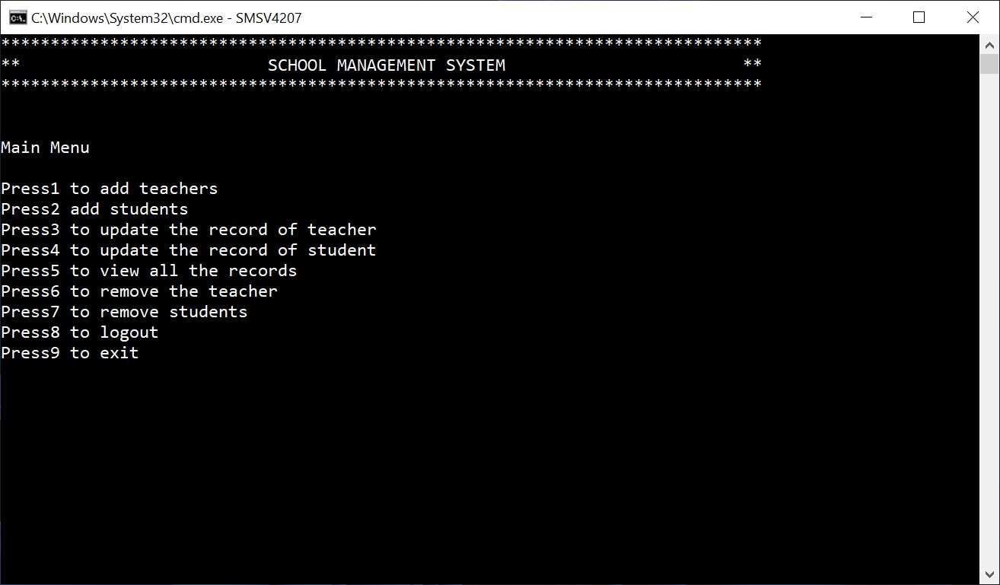 C:\Windows\System32\cmd.exe - SMSV4207
*****************************************************************************
** SCHOOL MANAGEMENT SYSTEM **
*****************************************************************************
Main Menu
Press1 to add teachers
Press2 add students
Press3 to update the record of teacher
Press4 to update the record of student
Press5 to view all the records
Press6 to remove the teacher
Press7 to remove students
Press8 to logout
Press9 to exit